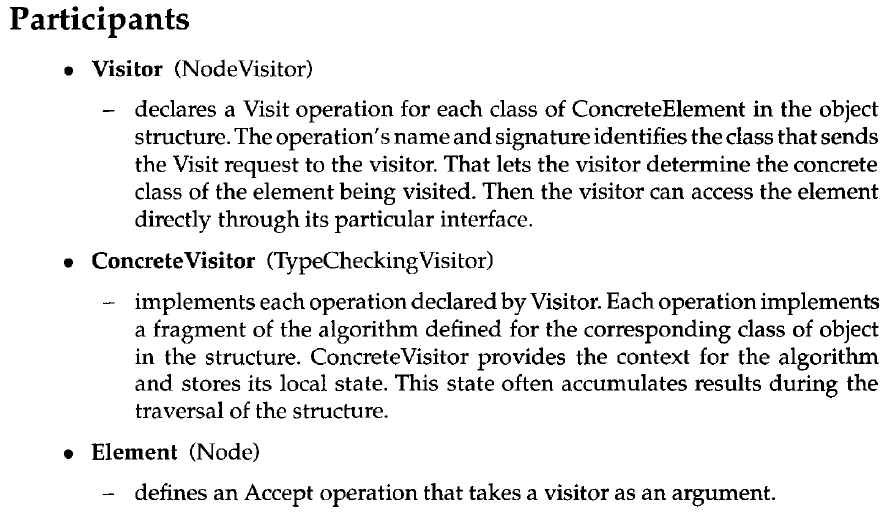 Participants
• Visitor (NodeVisitor)
– declares a Visit operation for each class of ConcreteElement in the object
structure. The operation's name and signature identifies the class that sends
the Visit request to the visitor. That lets the visitor determine the concrete
class of the element being visited. Then the visitor can access the element
directly through its particular interface.
• ConcreteVisitor (TypeCheckingVisitor)
– implements each operation declared by Visitor. Each operation implements
a fragment of the algorithm defined for the corresponding class of object
in the structure. ConcreteVisitor provides the context for the algorithm
and stores its local state. This state often accumulates results during the
traversal of the structure.
• Element (Node)
– defines an Accept operation that takes a visitor as an argument.